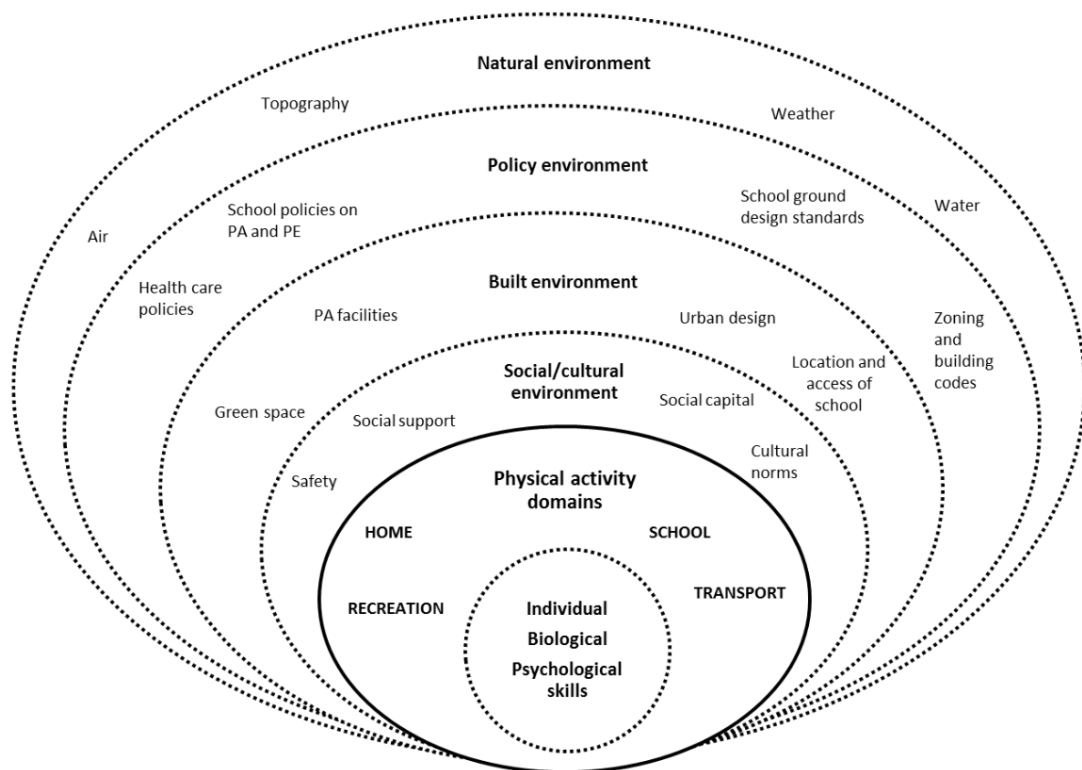 Natural environment
Topography
Weather
Air
Water
Policy environment
School policies on
PA and PE
School ground
design standards
Health care
policies
Zoning
and
building
codes
Built environment
PA facilities
Urban design
Green space
Location and
access of
school
Social/cultural
environment
Social support
Social capital
Safety
Cultural
norms
Physical activity
domains
HOME
SCHOOL
RECREATION
TRANSPORT
Individual
Biological
Psychological
skills